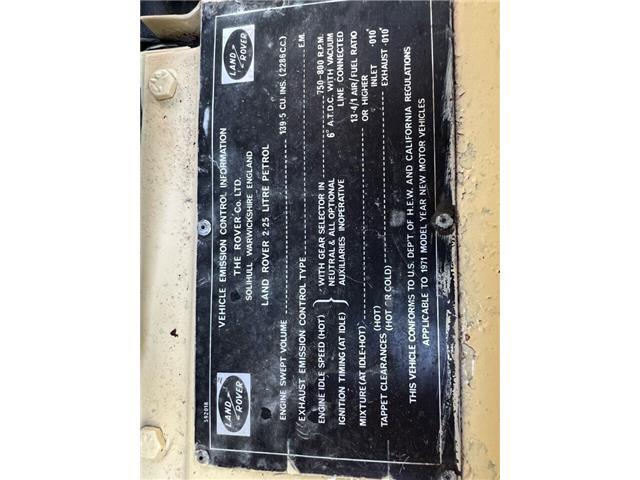 LAND ROVER
LAND ROVER
VEHICLE EMISSION CONTROL INFORMATION
THE ROVER Co. LTD.
SOLIHULL WARWICKSHIRE ENGLAND
LAND ROVER 2·25 LITRE PETROL
ENGINE SWEPT VOLUME 139·5 CU. INS. (2286 C.C.)
EXHAUST EMISSION CONTROL TYPE E.M.
ENGINE IDLE SPEED (HOT) } WITH GEAR SELECTOR IN 750-800 R.P.M.
IGNITION TIMING (AT IDLE) } NEUTRAL & ALL OPTIONAL 6° A.T.D.C. WITH VACUUM
AUXILIARIES INOPERATIVE LINE CONNECTED
MIXTURE (AT IDLE-HOT) 13·4/1 AIR/FUEL RATIO
OR HIGHER
TAPPET CLEARANCES (HOT) INLET ·010"
(HOT OR COLD) EXHAUST ·010"
THIS VEHICLE CONFORMS TO U.S. DEPT OF H.E.W. AND CALIFORNIA REGULATIONS
APPLICABLE TO 1971 MODEL YEAR NEW MOTOR VEHICLES
592018